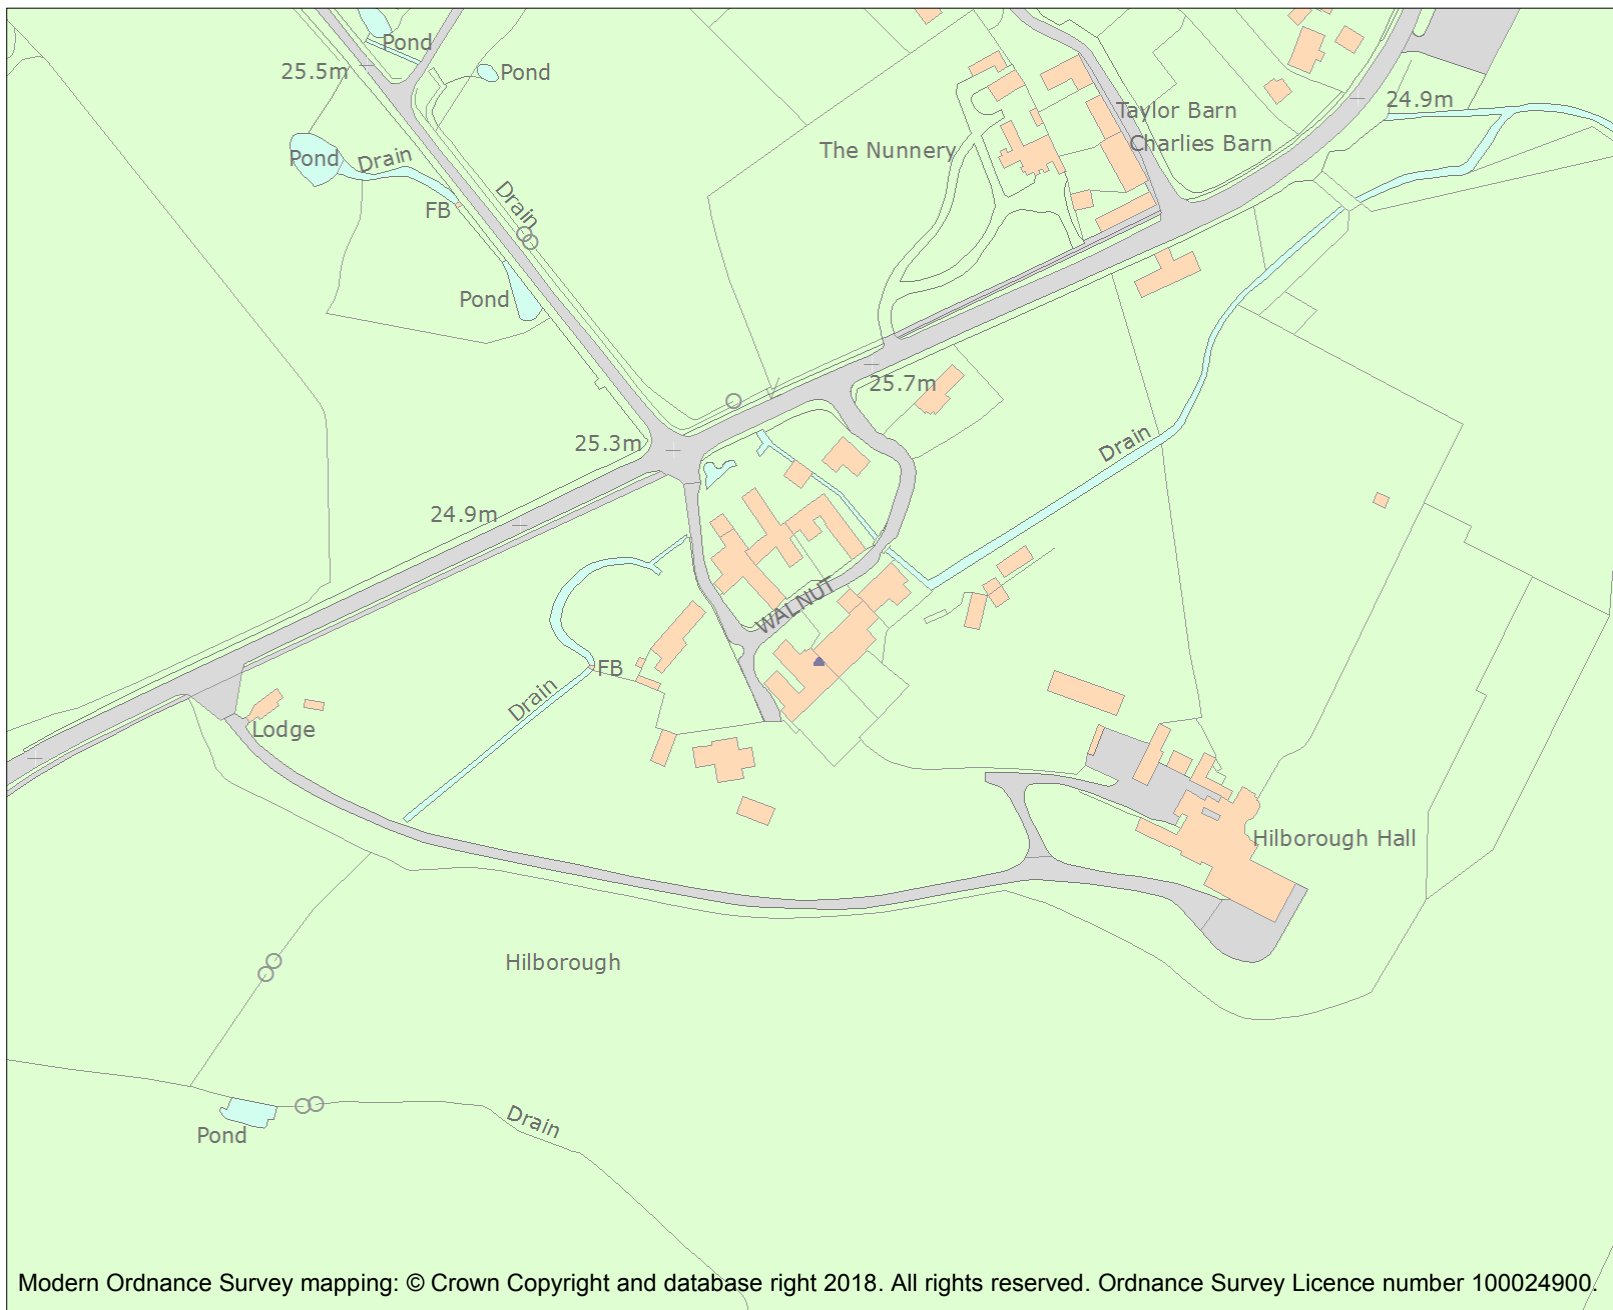 Pond
25.5m
Pond
24.9m
Taylor Barn
Charlies Barn
The Nunnery
Pond
Drain
Drain
FB
Pond
25.7m
25.3m
Drain
24.9m
WALNUT
FB
Drain
Lodge
Hilborough Hall
Hilborough
Drain
Pond
Modern Ordnance Survey mapping: © Crown Copyright and database right 2018. All rights reserved. Ordnance Survey Licence number 100024900.